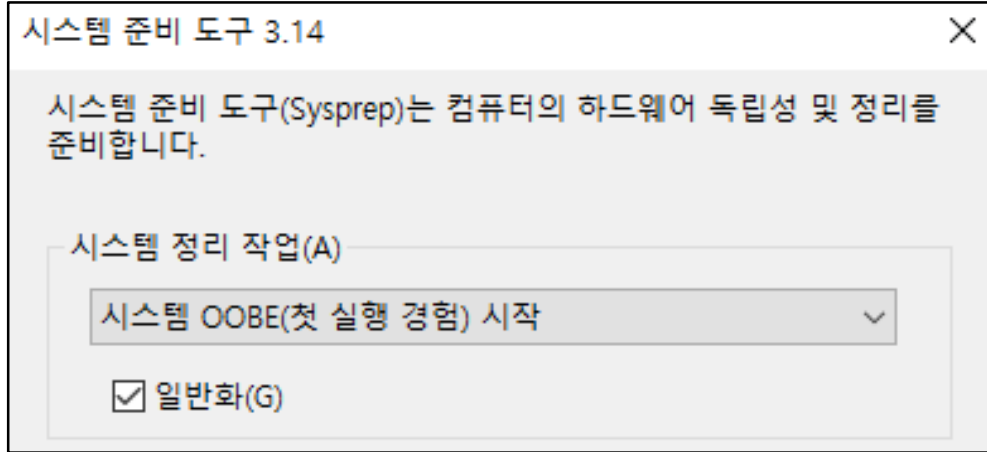 시스템 준비 도구 3.14
시스템 준비 도구(Sysprep)는 컴퓨터의 하드웨어 독립성 및 정리를
준비합니다.
시스템 정리 작업(A)
시스템 OOBE(첫 실행 경험) 시작
일반화(G)